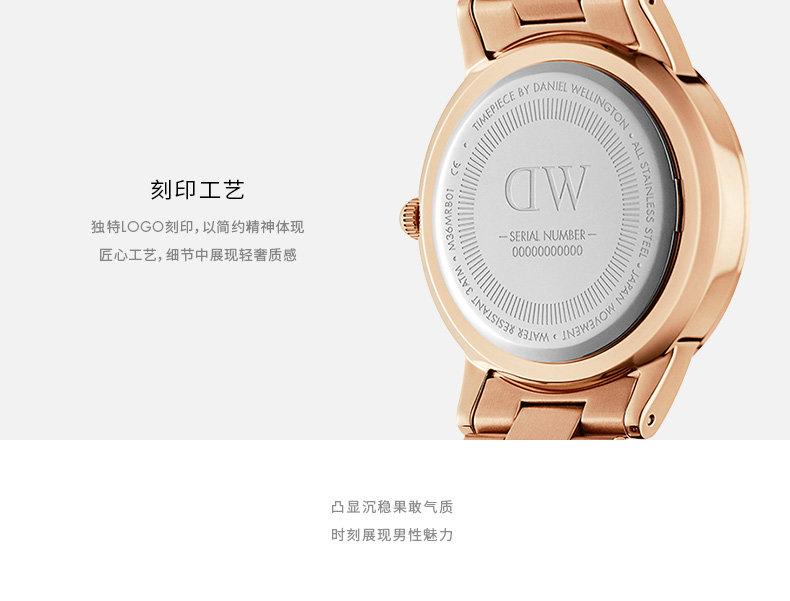 刻印工艺
独特LOGO刻印，以简约精神体现
匠心工艺，细节中展现轻奢质感
TIMEPIECE BY DANIEL WELLINGTON • ALL STAINLESS STEEL • JAPAN MOVEMENT • WATER RESISTANT 3ATM • M36MRB01 CE •
DW
SERIAL NUMBER
00000000000
凸显沉稳果敢气质
时刻展现男性魅力